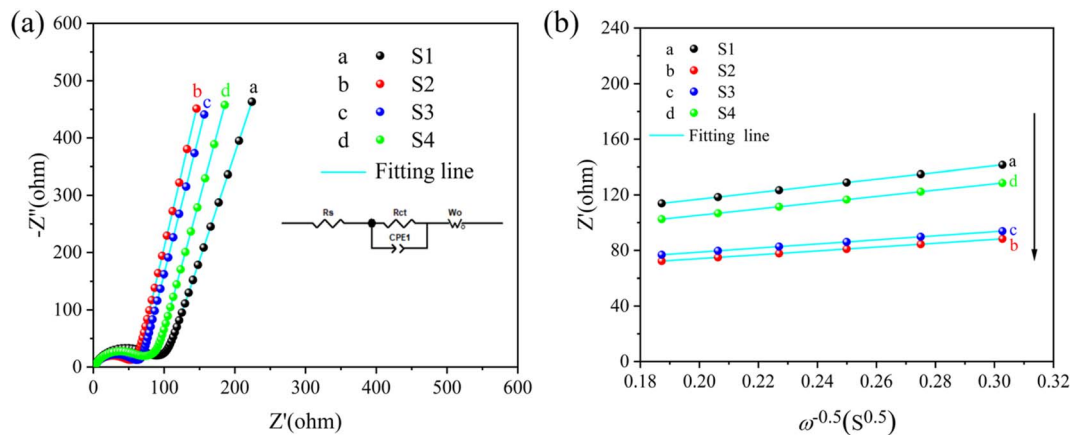 (a)
600
500
400
300
200
100
0
-Z''(ohm)
b
c
d
a
a S1
b S2
c S3
d S4
Fitting line
Rs
Rct
Wo
CPE1
0
100
200
300
400
500
600
Z'(ohm)
(b)
240
200
160
120
80
40
0
Z'(ohm)
a S1
b S2
c S3
d S4
Fitting line
a
d
c
b
0.18
0.20
0.22
0.24
0.26
0.28
0.30
0.32
ω-0.5(S0.5)